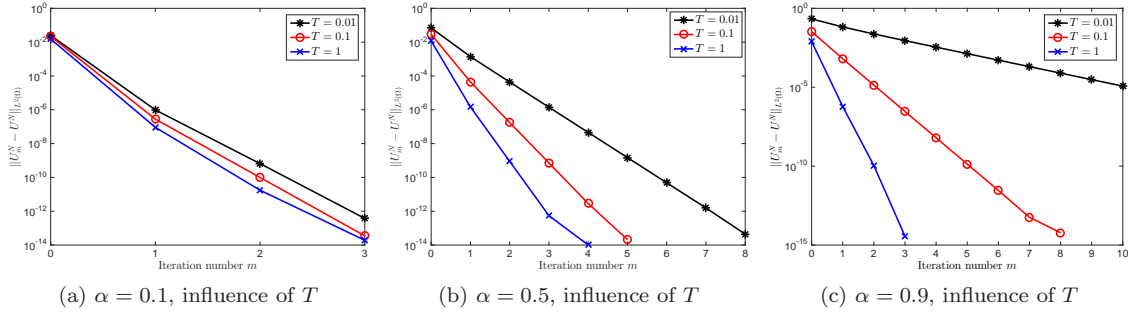 10^0
10^-2
10^-4
10^-6
10^-8
10^-10
10^-12
10^-14
||U_m^N − U^N||_{L^2(Ω)}
T = 0.01
T = 0.1
T = 1
0 1 2 3
Iteration number m
(a) α = 0.1, influence of T
10^0
10^-2
10^-4
10^-6
10^-8
10^-10
10^-12
10^-14
||U_m^N − U^N||_{L^2(Ω)}
T = 0.01
T = 0.1
T = 1
0 1 2 3 4 5 6 7 8
Iteration number m
(b) α = 0.5, influence of T
10^0
10^-5
10^-10
10^-15
||U_m^N − U^N||_{L^2(Ω)}
T = 0.01
T = 0.1
T = 1
0 1 2 3 4 5 6 7 8 9 10
Iteration number m
(c) α = 0.9, influence of T